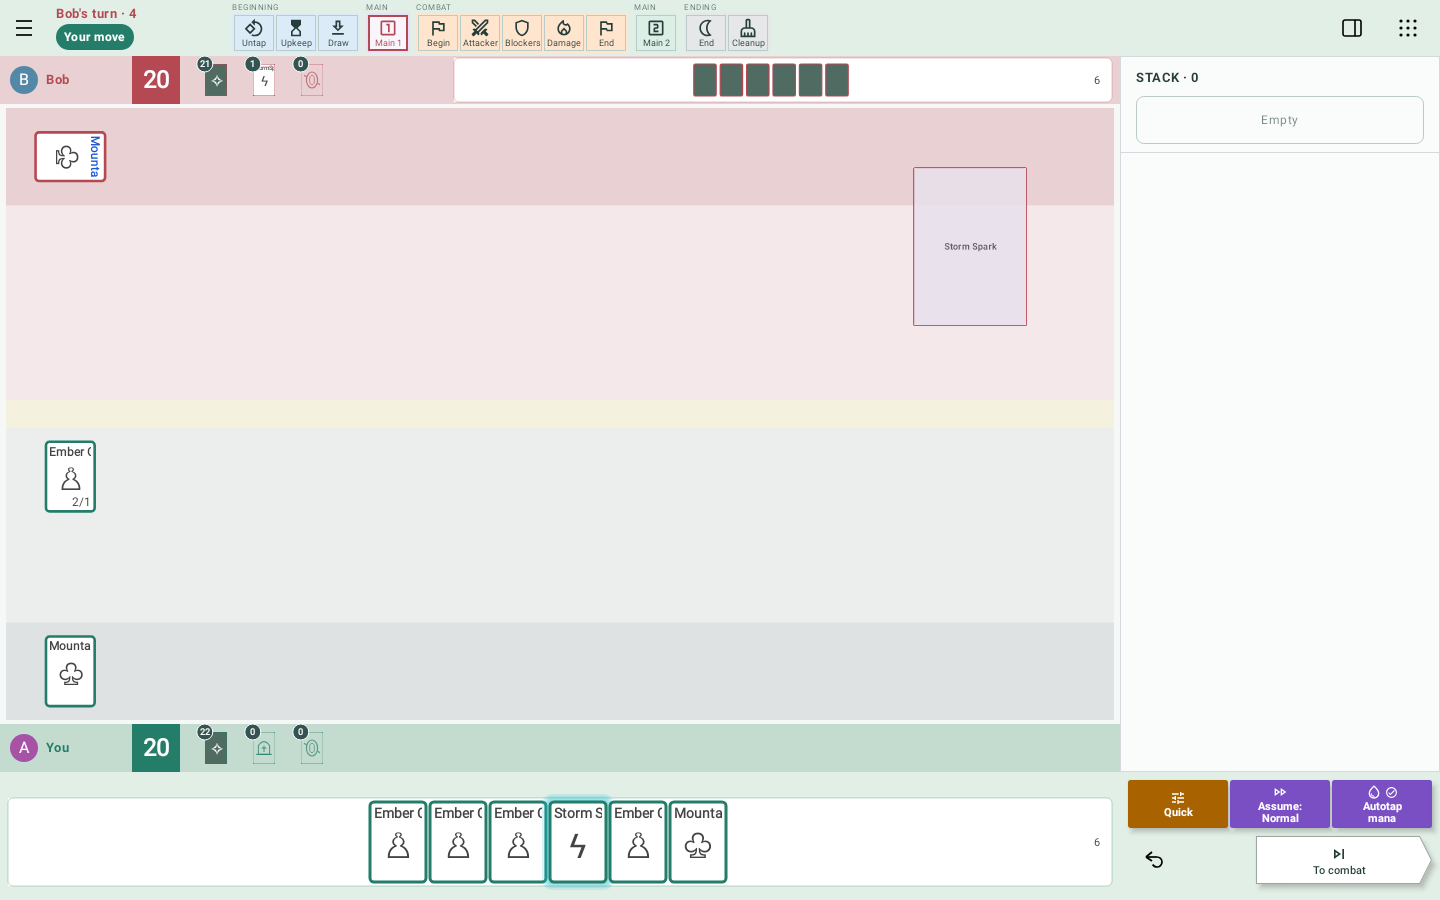 Bob's turn · 4
Your move
BEGINNING
Untap
Upkeep
Draw
MAIN
Main 1
COMBAT
Begin
Attacker
Blockers
Damage
End
MAIN
Main 2
ENDING
End
Cleanup
B
Bob
20
21
1
0
6
STACK · 0
Empty
Mounta
Storm Spark
Ember
2/1
Mounta
A
You
20
22
0
0
Ember
Ember
Ember
Storm S
Ember
Mounta
6
Quick
Assume:
Normal
Autotap
mana
To combat